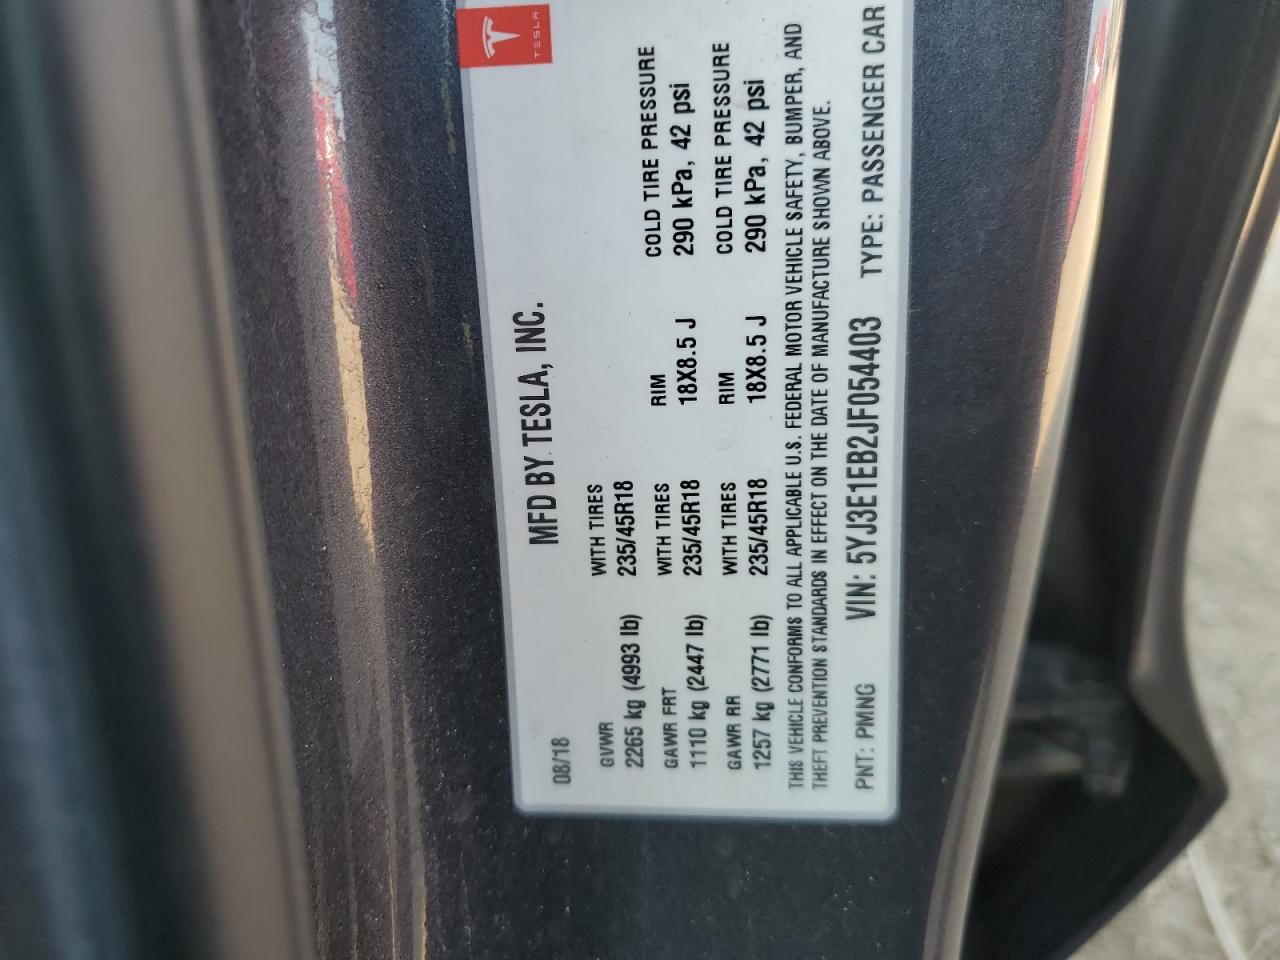 TESLA
MFD BY TESLA, INC.
08/18
GVWR WITH TIRES
2265 kg (4993 lb) 235/45R18
GAWR FRT WITH TIRES RIM COLD TIRE PRESSURE
1110 kg (2447 lb) 235/45R18 18X8.5 J 290 kPa, 42 psi
GAWR RR WITH TIRES RIM COLD TIRE PRESSURE
1257 kg (2771 lb) 235/45R18 18X8.5 J 290 kPa, 42 psi
THIS VEHICLE CONFORMS TO ALL APPLICABLE U.S. FEDERAL MOTOR VEHICLE SAFETY, BUMPER, AND
THEFT PREVENTION STANDARDS IN EFFECT ON THE DATE OF MANUFACTURE SHOWN ABOVE.
PNT: PMNG VIN: 5YJ3E1EB2JF054403 TYPE: PASSENGER CAR